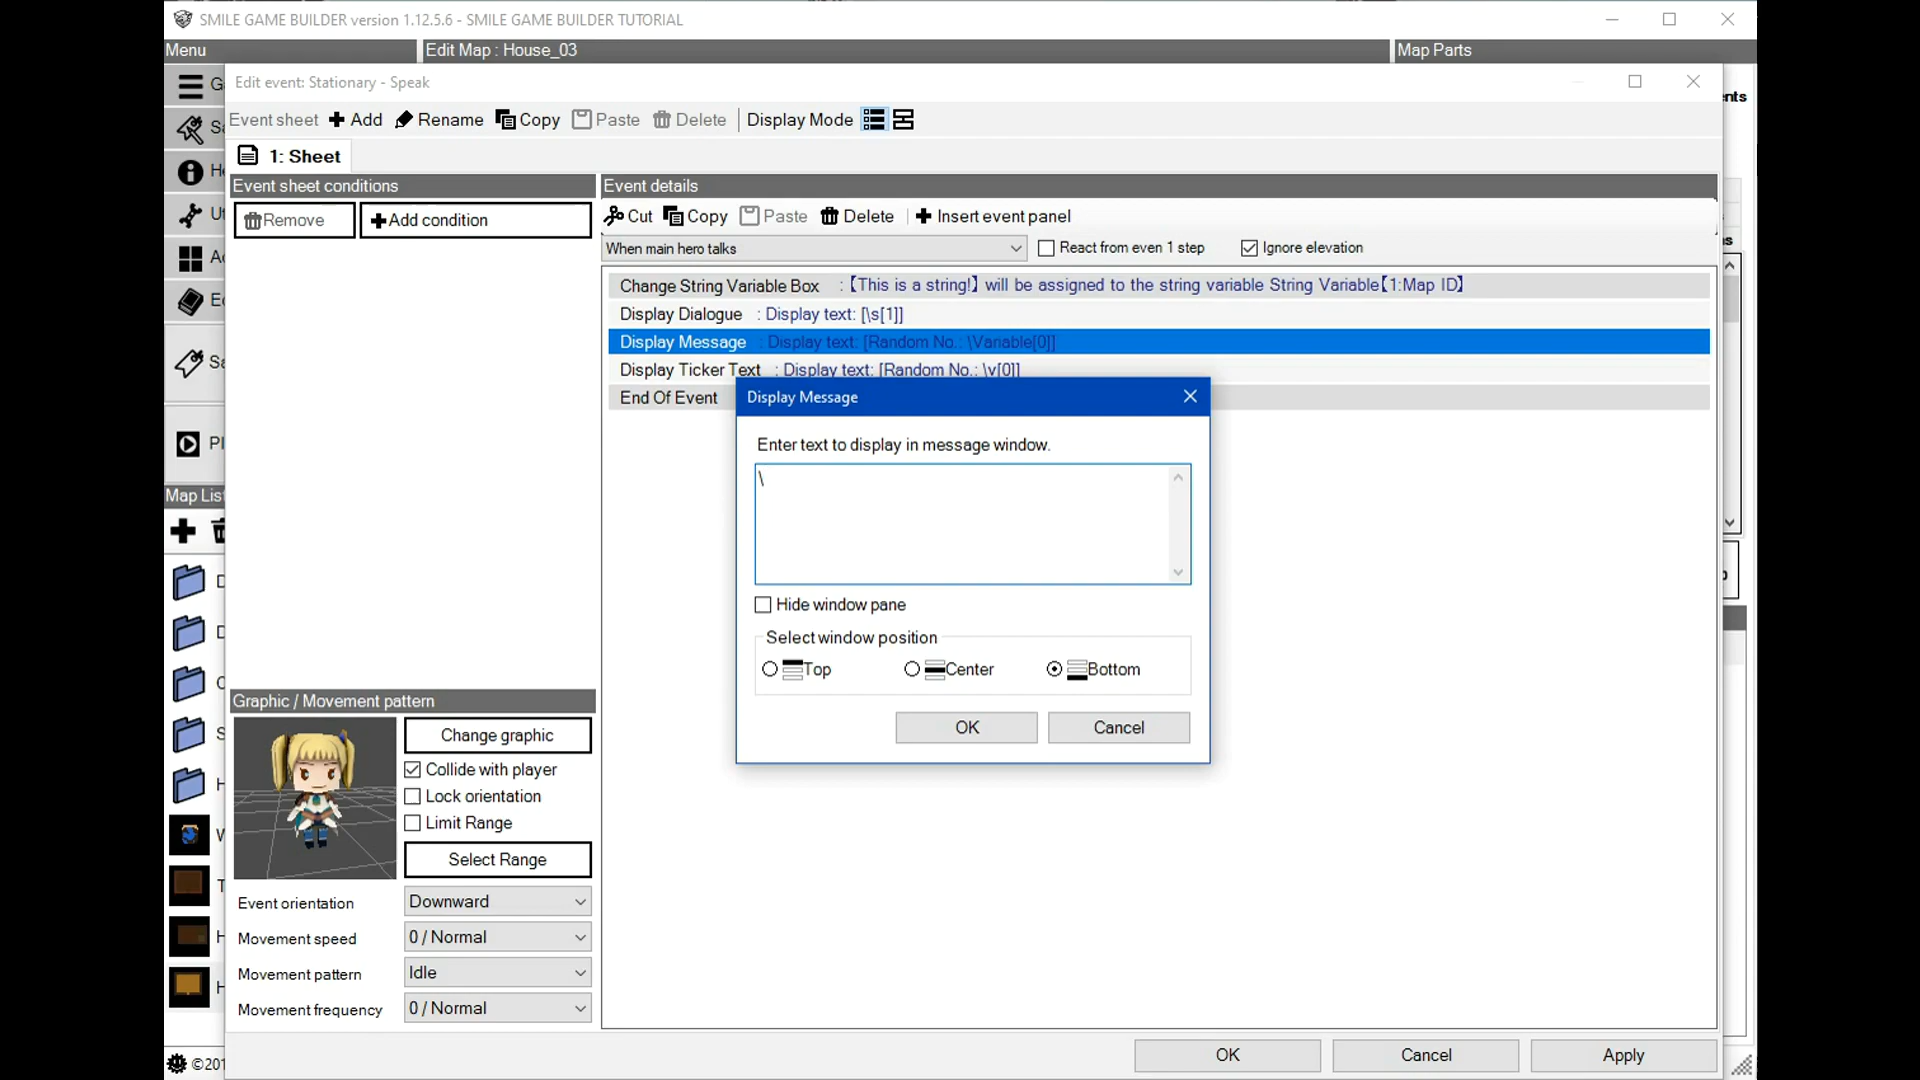 SMILE GAME BUILDER version 1.12.5.6 - SMILE GAME BUILDER TUTORIAL
Menu
Edit Map : House_03
Map Parts
Edit event: Stationary - Speak
Event sheet
Add
Rename
Copy
Paste
Delete
Display Mode
1: Sheet
Event sheet conditions
Remove
Add condition
Event details
Cut
Copy
Paste
Delete
Insert event panel
When main hero talks
React from even 1 step
Ignore elevation
Change String Variable Box : 【This is a string!】 will be assigned to the string variable String Variable【1:Map ID】
Display Dialogue : Display text: [\s[1]]
Display Message : Display text: [Random No.: \Variable[0]]
Display Ticker Text : Display text: [Random No.: \v[0]]
End Of Event
Display Message
Enter text to display in message window.
\
Hide window pane
Select window position
Top
Center
Bottom
OK
Cancel
Map Lis
Graphic / Movement pattern
Change graphic
Collide with player
Lock orientation
Limit Range
Select Range
Event orientation
Downward
Movement speed
0 / Normal
Movement pattern
Idle
Movement frequency
0 / Normal
OK
Cancel
Apply
©201